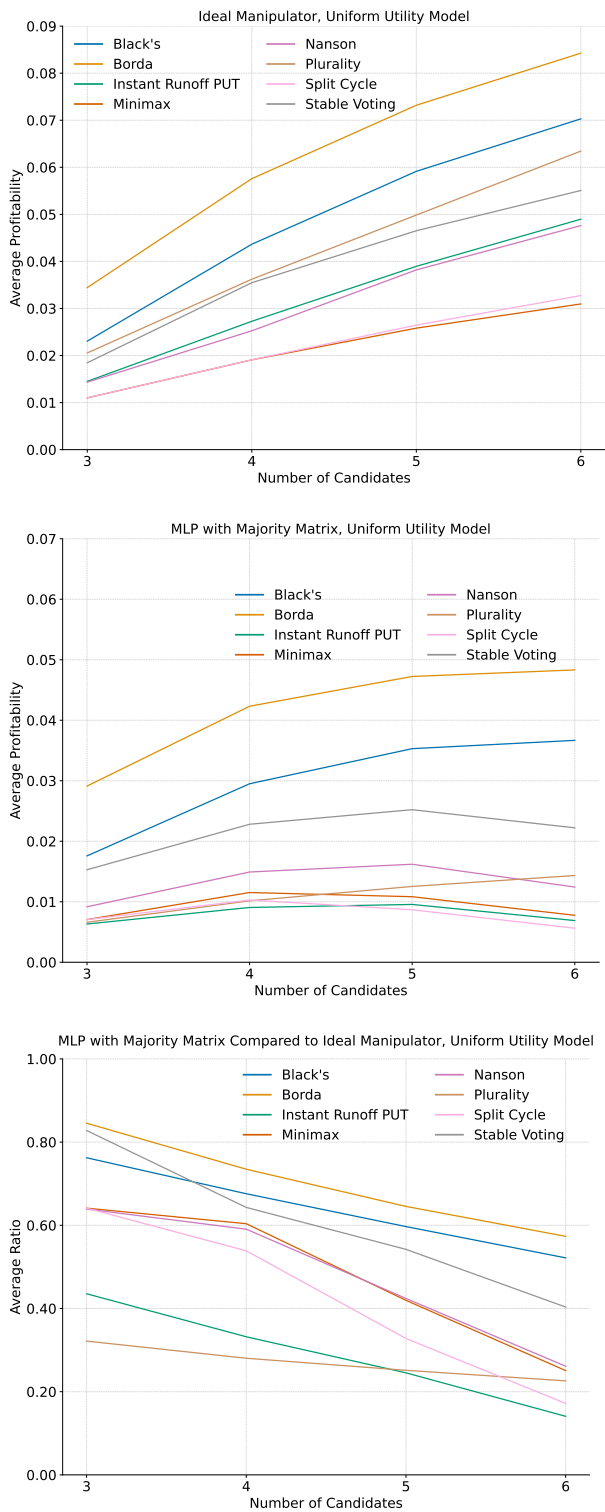 Ideal Manipulator, Uniform Utility Model
0.09
0.08
0.07
0.06
0.05
0.04
0.03
0.02
0.01
0.00
Average Profitability
Black's
Borda
Instant Runoff PUT
Minimax
Nanson
Plurality
Split Cycle
Stable Voting
3 4 5 6
Number of Candidates
MLP with Majority Matrix, Uniform Utility Model
0.07
0.06
0.05
0.04
0.03
0.02
0.01
0.00
Average Profitability
Black's
Borda
Instant Runoff PUT
Minimax
Nanson
Plurality
Split Cycle
Stable Voting
3 4 5 6
Number of Candidates
MLP with Majority Matrix Compared to Ideal Manipulator, Uniform Utility Model
1.00
0.80
0.60
0.40
0.20
0.00
Average Ratio
Black's
Borda
Instant Runoff PUT
Minimax
Nanson
Plurality
Split Cycle
Stable Voting
3 4 5 6
Number of Candidates